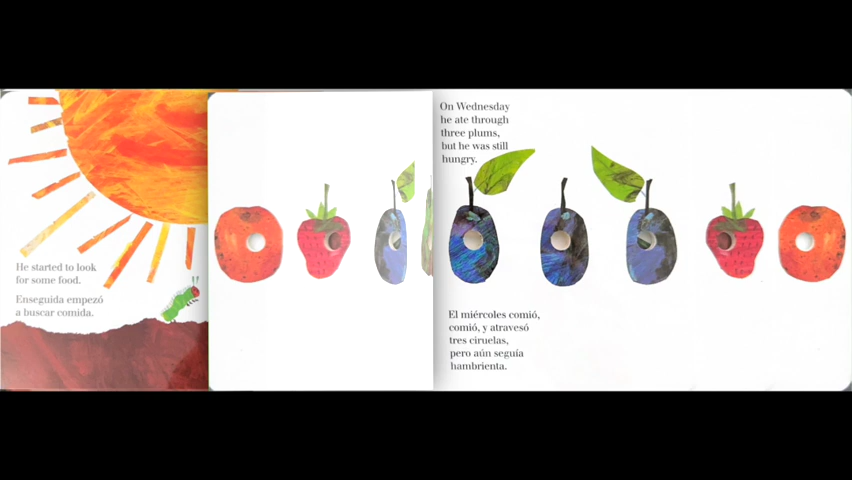 He started to look
for some food.
Enseguida empezó
a buscar comida.
On Wednesday
he ate through
three plums,
but he was still
hungry.
El miércoles comió,
comió, y atravesó
tres ciruelas,
pero aún seguía
hambrienta.